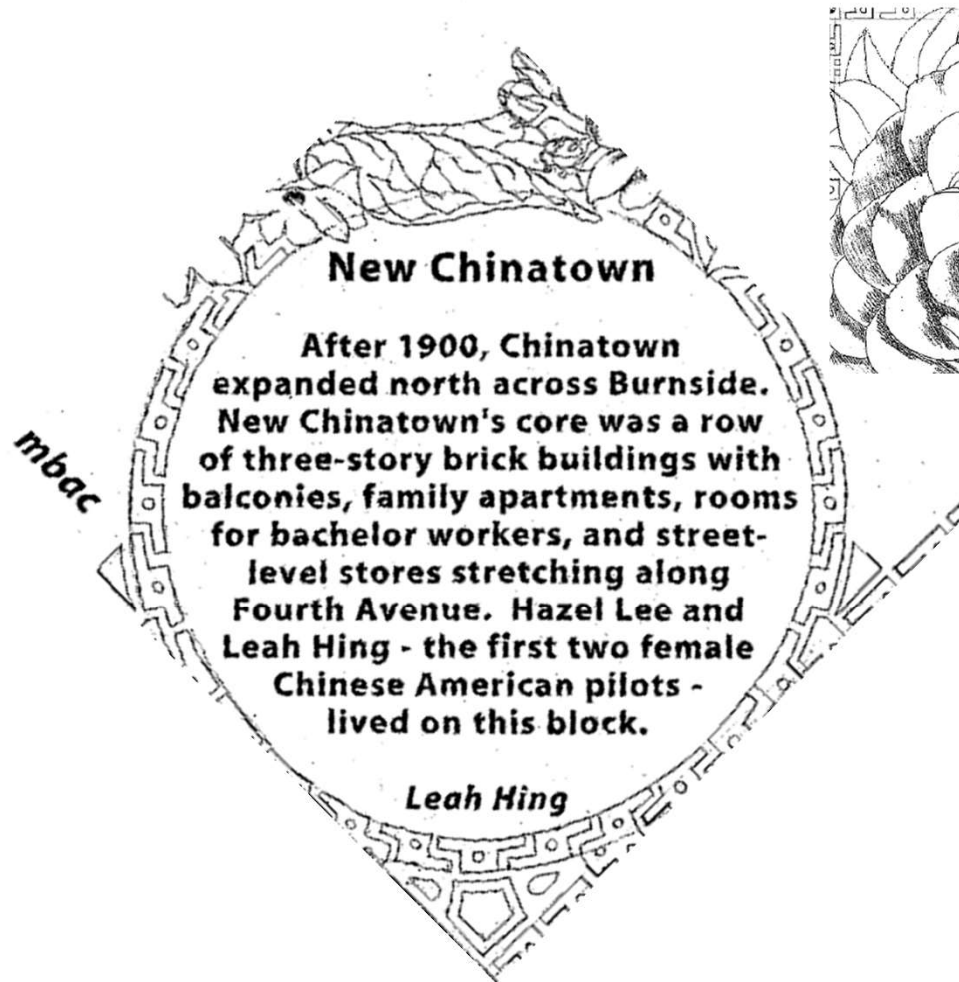 New Chinatown
After 1900, Chinatown
expanded north across Burnside.
New Chinatown's core was a row
of three-story brick buildings with
balconies, family apartments, rooms
for bachelor workers, and street-
level stores stretching along
Fourth Avenue. Hazel Lee and
Leah Hing - the first two female
Chinese American pilots -
lived on this block.
Leah Hing
mbac